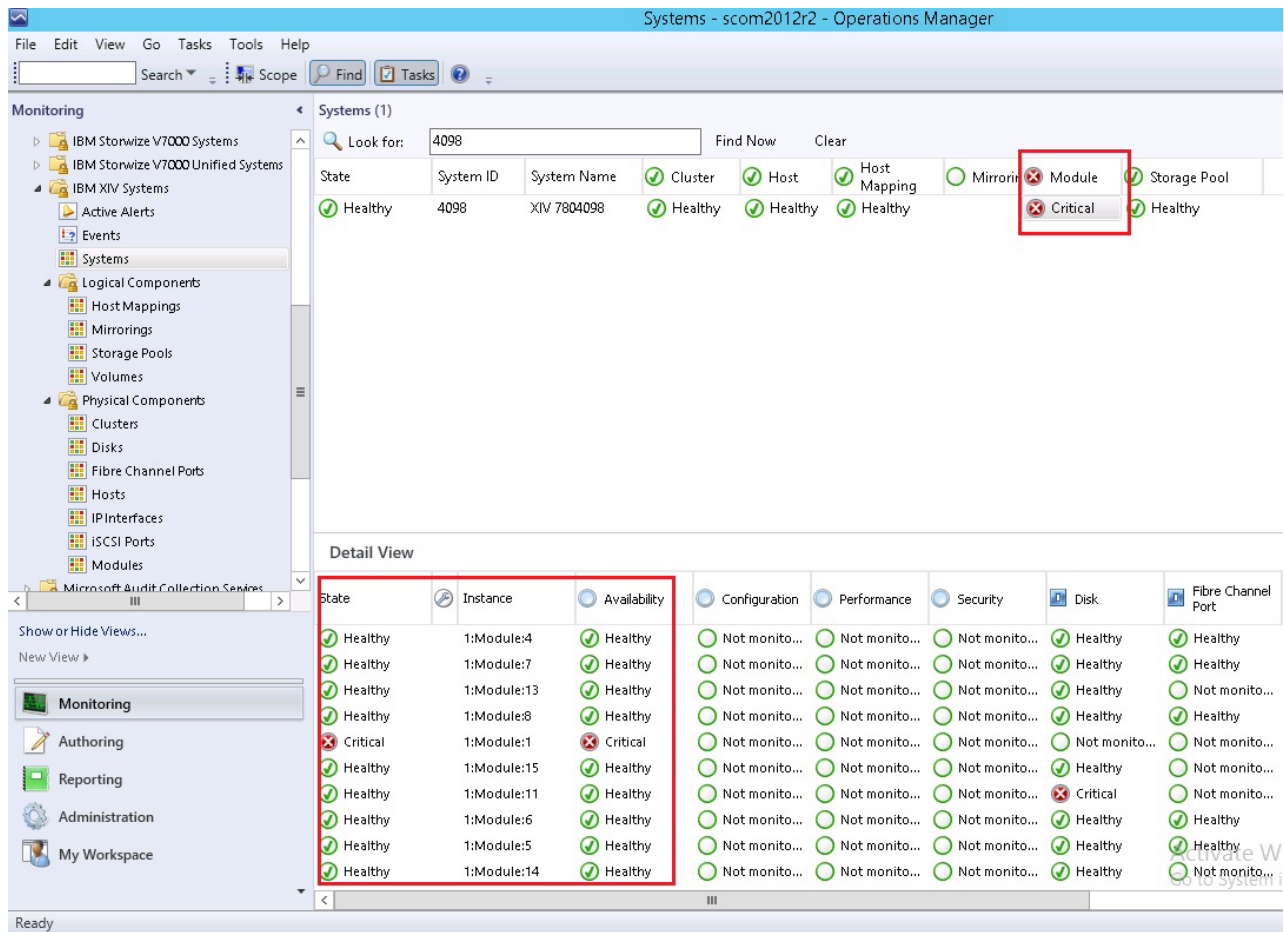 Systems - scom2012r2 - Operations Manager
File Edit View Go Tasks Tools Help
Search Scope Find Tasks
Monitoring
IBM Storwize V7000 Systems
IBM Storwize V7000 Unified Systems
IBM XIV Systems
Active Alerts
Events
Systems
Logical Components
Host Mappings
Mirrorings
Storage Pools
Volumes
Physical Components
Clusters
Disks
Fibre Channel Ports
Hosts
IP Interfaces
iSCSI Ports
Modules
Microsoft Audit Collection Services
Show or Hide Views...
New View
Monitoring
Authoring
Reporting
Administration
My Workspace
Systems (1)
Look for: 4098 Find Now Clear
State System ID System Name Cluster Host Host Mapping Mirrorin Module Storage Pool
Healthy 4098 XIV 7804098 Healthy Healthy Healthy Critical Healthy
Detail View
State Instance Availability Configuration Performance Security Disk Fibre Channel Port
Healthy 1:Module:4 Healthy Not monito... Not monito... Not monito... Healthy Healthy
Healthy 1:Module:7 Healthy Not monito... Not monito... Not monito... Healthy Healthy
Healthy 1:Module:13 Healthy Not monito... Not monito... Not monito... Healthy Not monito...
Healthy 1:Module:8 Healthy Not monito... Not monito... Not monito... Healthy Healthy
Critical 1:Module:1 Critical Not monito... Not monito... Not monito... Not monito... Not monito...
Healthy 1:Module:15 Healthy Not monito... Not monito... Not monito... Healthy Not monito...
Healthy 1:Module:11 Healthy Not monito... Not monito... Not monito... Critical Not monito...
Healthy 1:Module:6 Healthy Not monito... Not monito... Not monito... Healthy Healthy
Healthy 1:Module:5 Healthy Not monito... Not monito... Not monito... Healthy Healthy
Healthy 1:Module:14 Healthy Not monito... Not monito... Not monito... Healthy Not monito...
Activate W
Go to System i
Ready